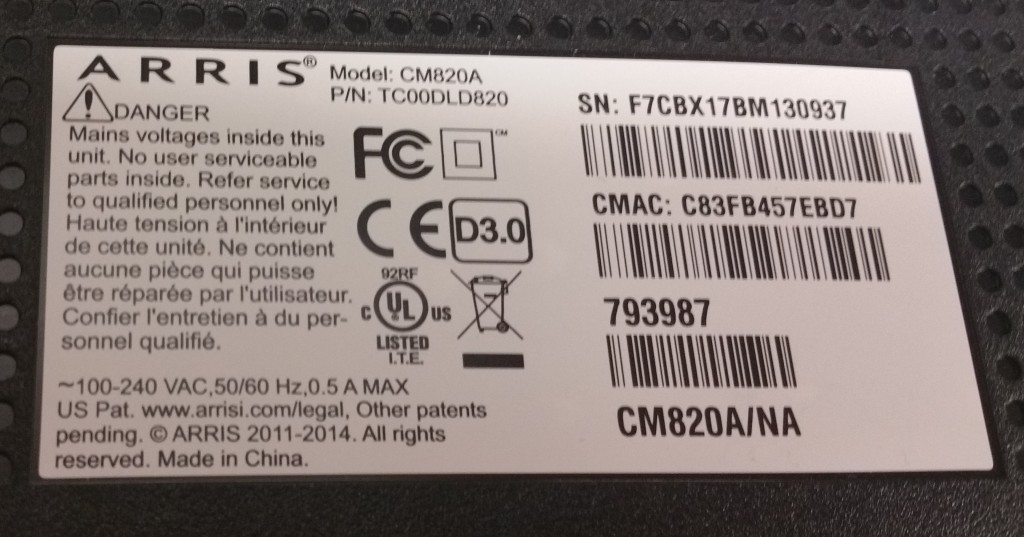 ARRIS®
Model: CM820A
P/N: TC00DLD820
DANGER
Mains voltages inside this
unit. No user serviceable
parts inside. Refer service
to qualified personnel only!
Haute tension à l'intérieur
de cette unité. Ne contient
aucune pièce qui puisse
être réparée par l'utilisateur.
Confier l'entretien à du per-
sonnel qualifié.
FC CM
CE D3.0
92RF
C UL US
LISTED
I.T.E.
~100-240 VAC,50/60 Hz,0.5 A MAX
US Pat. www.arrisi.com/legal, Other patents
pending. © ARRIS 2011-2014. All rights
reserved. Made in China.
SN: F7CBX17BM130937
CMAC: C83FB457EBD7
793987
CM820A/NA